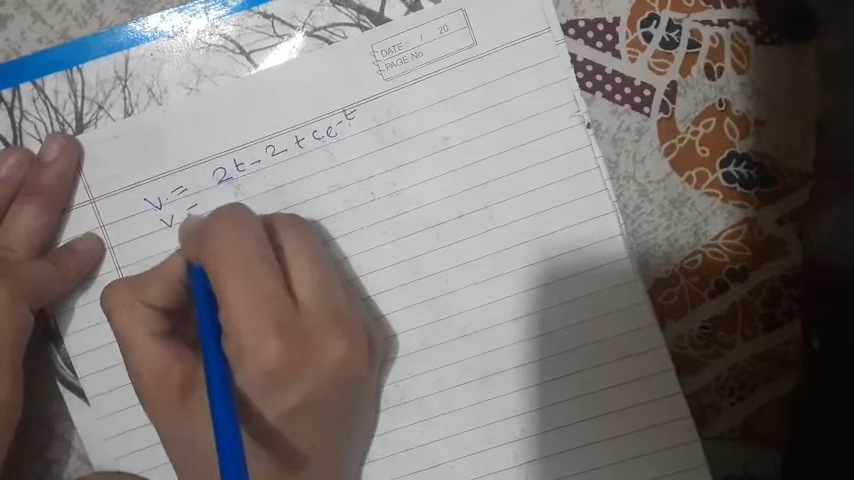 DATE: / 20
PAGE No
v = 2t - 2 + ce^-t
v =